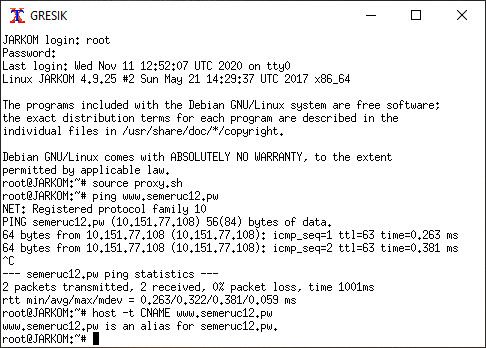 GRESIK
JARKOM login: root
Password:
Last login: Wed Nov 11 12:52:07 UTC 2020 on tty0
Linux JARKOM 4.9.25 #2 Sun May 21 14:29:37 UTC 2017 x86_64
The programs included with the Debian GNU/Linux system are free software;
the exact distribution terms for each program are described in the
individual files in /usr/share/doc/*/copyright.
Debian GNU/Linux comes with ABSOLUTELY NO WARRANTY, to the extent
permitted by applicable law.
root@JARKOM:~# source proxy.sh
root@JARKOM:~# ping www.semeruc12.pw
NET: Registered protocol family 10
PING semeruc12.pw (10.151.77.108) 56(84) bytes of data.
64 bytes from 10.151.77.108 (10.151.77.108): icmp_seq=1 ttl=63 time=0.263 ms
64 bytes from 10.151.77.108 (10.151.77.108): icmp_seq=2 ttl=63 time=0.381 ms
^C
--- semeruc12.pw ping statistics ---
2 packets transmitted, 2 received, 0% packet loss, time 1001ms
rtt min/avg/max/mdev = 0.263/0.322/0.381/0.059 ms
root@JARKOM:~# host -t CNAME www.semeruc12.pw
www.semeruc12.pw is an alias for semeruc12.pw.
root@JARKOM:~#